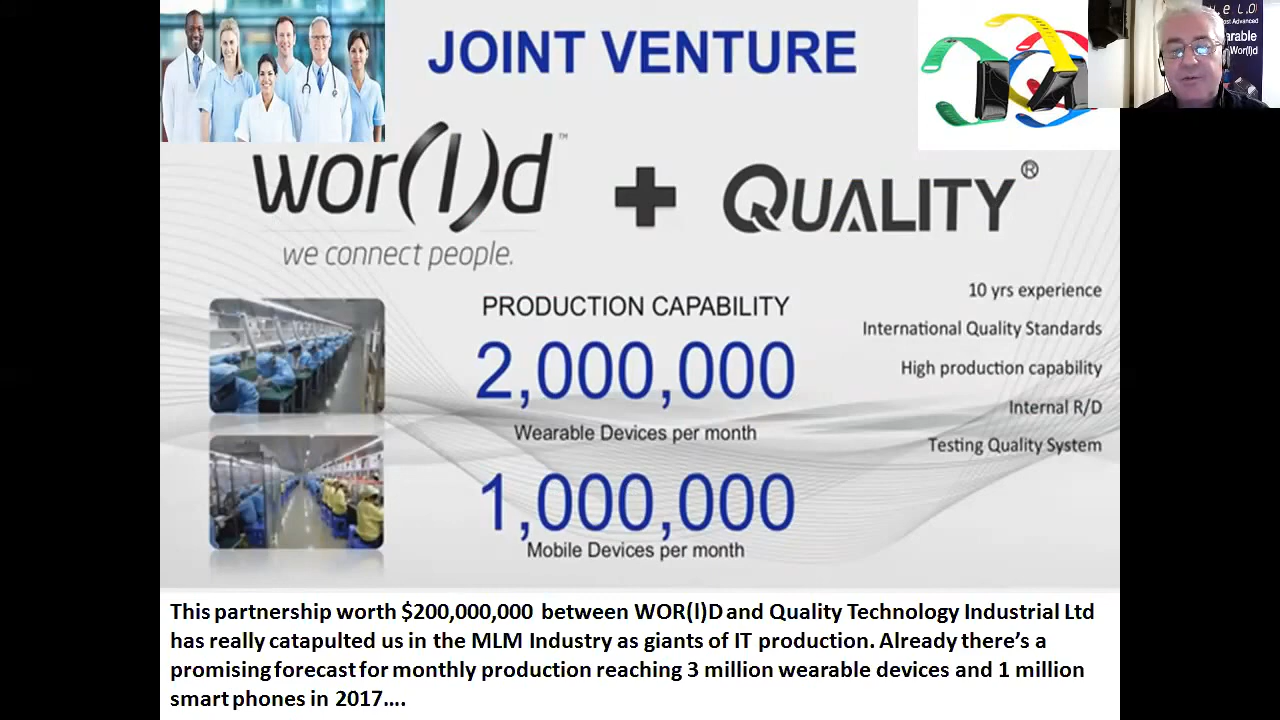 JOINT VENTURE
wor(l)d™
we connect people.
+
QUALITY®
PRODUCTION CAPABILITY
2,000,000
Wearable Devices per month
1,000,000
Mobile Devices per month
10 yrs experience
International Quality Standards
High production capability
Internal R/D
Testing Quality System
This partnership worth $200,000,000 between WOR(l)D and Quality Technology Industrial Ltd
has really catapulted us in the MLM Industry as giants of IT production. Already there's a
promising forecast for monthly production reaching 3 million wearable devices and 1 million
smart phones in 2017....
Advanced
Wor(l)d